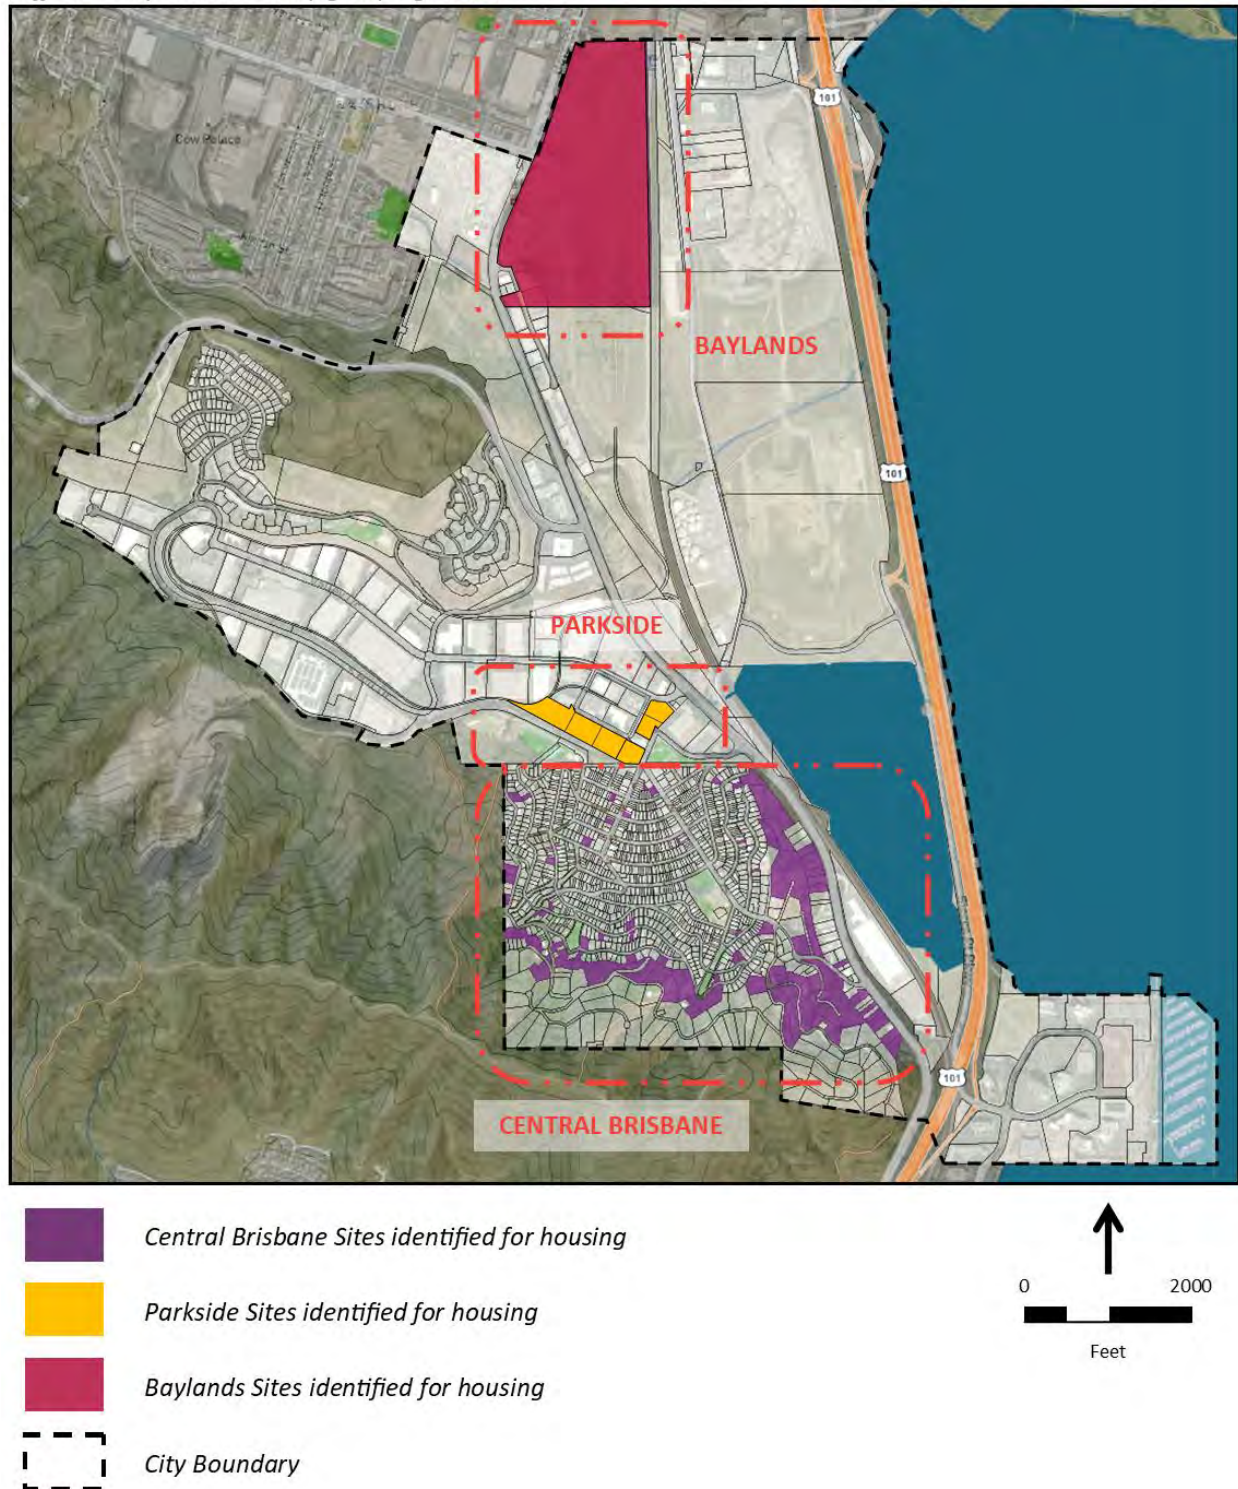 Cow Palace
101
BAYLANDS
101
PARKSIDE
101
CENTRAL BRISBANE
Central Brisbane Sites identified for housing
Parkside Sites identified for housing
0 2000
Feet
Baylands Sites identified for housing
City Boundary